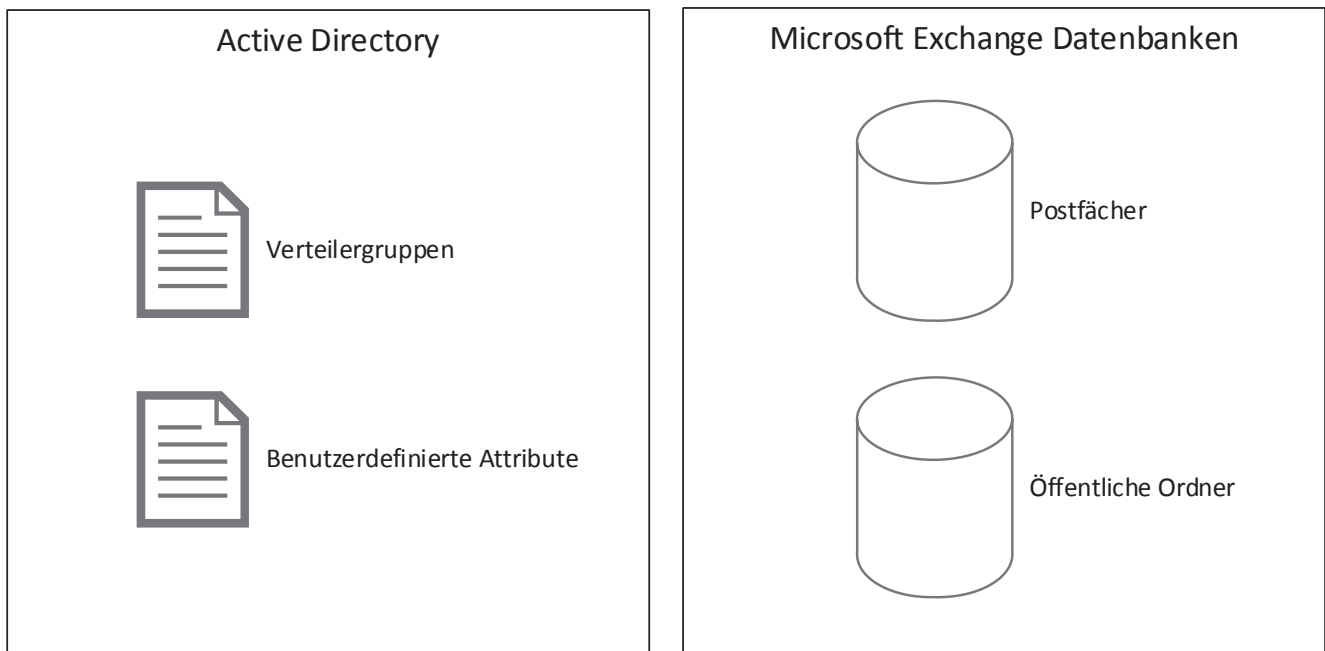 Active Directory
Verteilergruppen
Benutzerdefinierte Attribute
Microsoft Exchange Datenbanken
Postfächer
Öffentliche Ordner